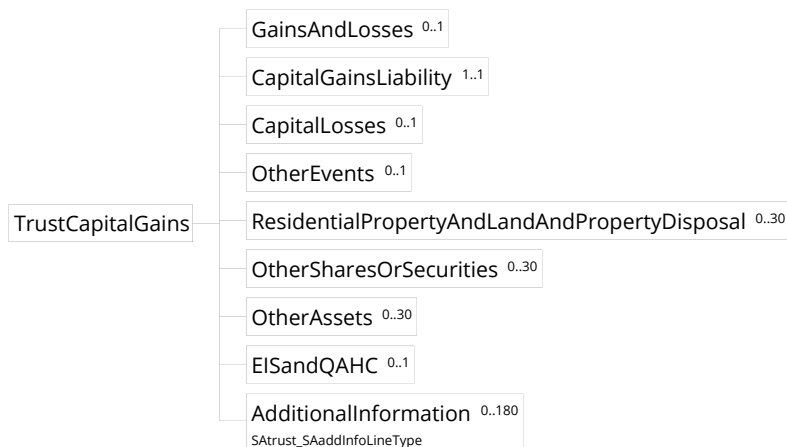 GainsAndLosses 0..1
CapitalGainsLiability 1..1
CapitalLosses 0..1
OtherEvents 0..1
TrustCapitalGains
ResidentialPropertyAndLandAndPropertyDisposal 0..30
OtherSharesOrSecurities 0..30
OtherAssets 0..30
EISandQAHC 0..1
AdditionalInformation 0..180
SAtrust_SAaddInfoLineType